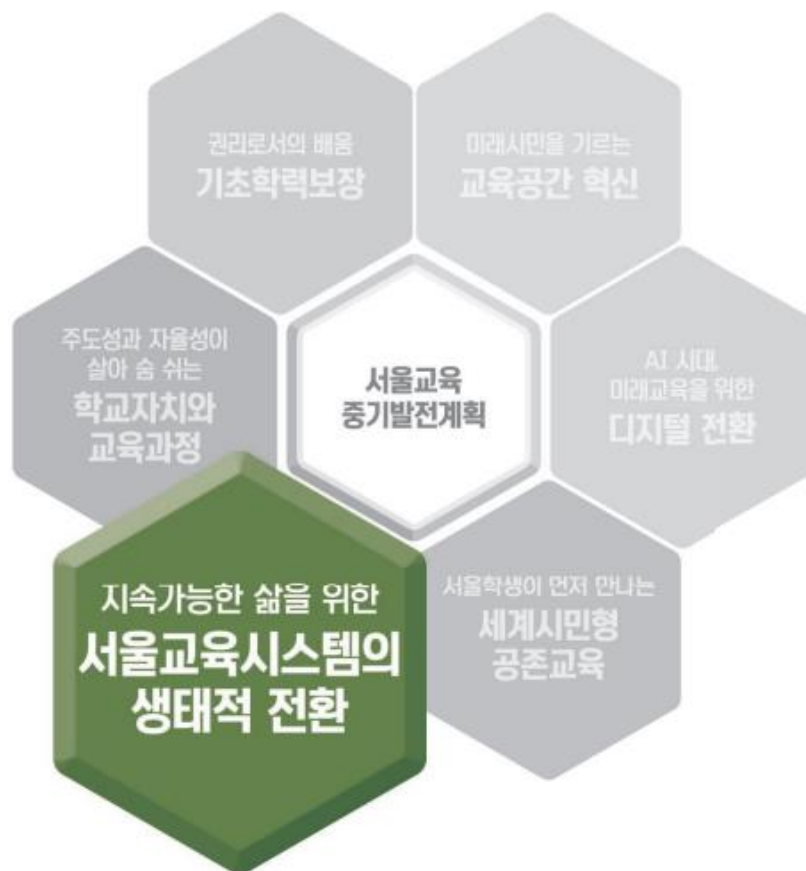 권리로서의 배움
기초학력보장
미래시민을 기르는
교육공간 혁신
주도성과 자율성이
살아 숨 쉬는
학교자치와
교육과정
서울교육
중기발전계획
AI 시대,
미래교육을 위한
디지털 전환
지속가능한 삶을 위한
서울교육시스템의
생태적 전환
서울학생이 먼저 만나는
세계시민형
공존교육